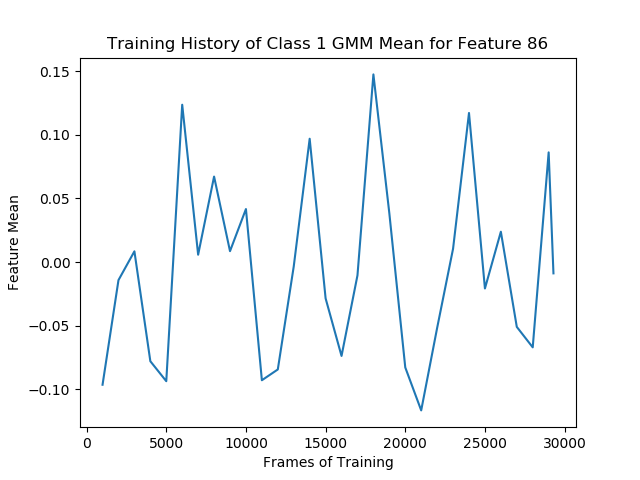 Training History of Class 1 GMM Mean for Feature 86
0.15
0.10
0.05
0.00
−0.05
−0.10
Feature Mean
0 5000 10000 15000 20000 25000 30000
Frames of Training